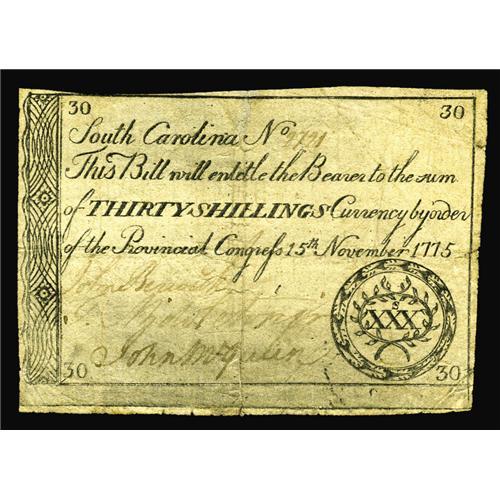 30 30
South Carolina No
This Bill will entitle the Bearer to the sum
of THIRTY SHILLINGS Currency by order
of the Provincial Congreſs 15th November 1775
John
S
XXX
John
30 30